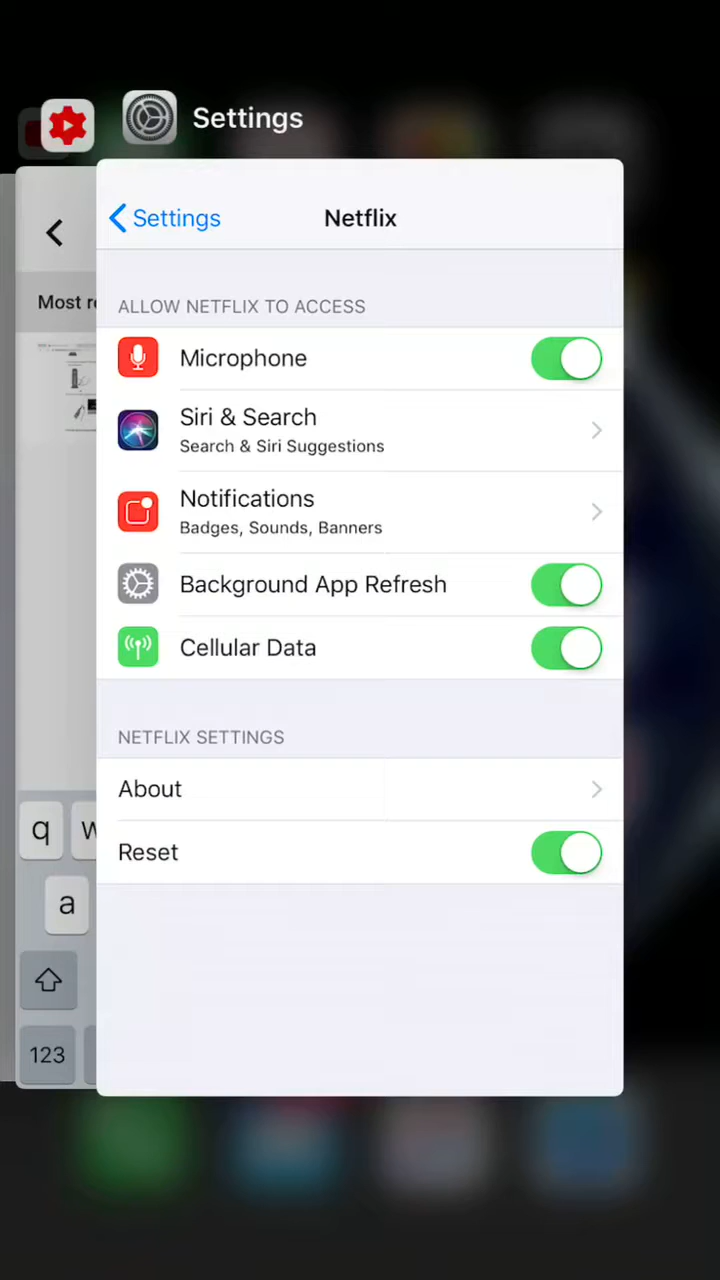 Settings
Settings
Netflix
Most r
ALLOW NETFLIX TO ACCESS
Microphone
Siri & Search
Search & Siri Suggestions
Notifications
Badges, Sounds, Banners
Background App Refresh
Cellular Data
NETFLIX SETTINGS
About
Reset
q w
a
123